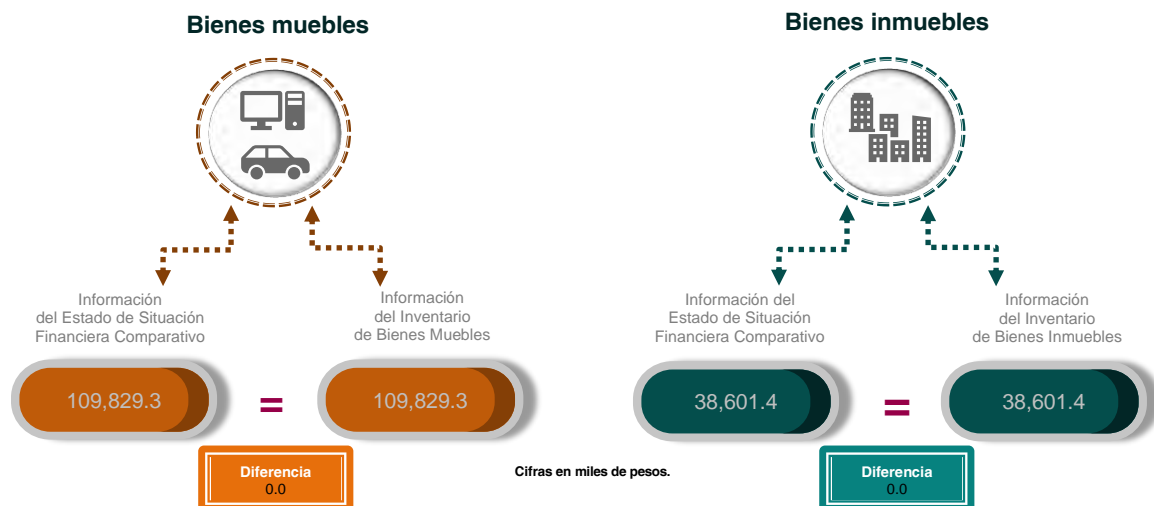 Bienes muebles
Información
del Estado de Situación
Financiera Comparativo
Información
del Inventario
de Bienes Muebles
109,829.3
=
109,829.3
Diferencia
0.0
Cifras en miles de pesos.
Bienes inmuebles
Información del
Estado de Situación
Financiera Comparativo
Información
del Inventario
de Bienes Inmuebles
38,601.4
=
38,601.4
Diferencia
0.0